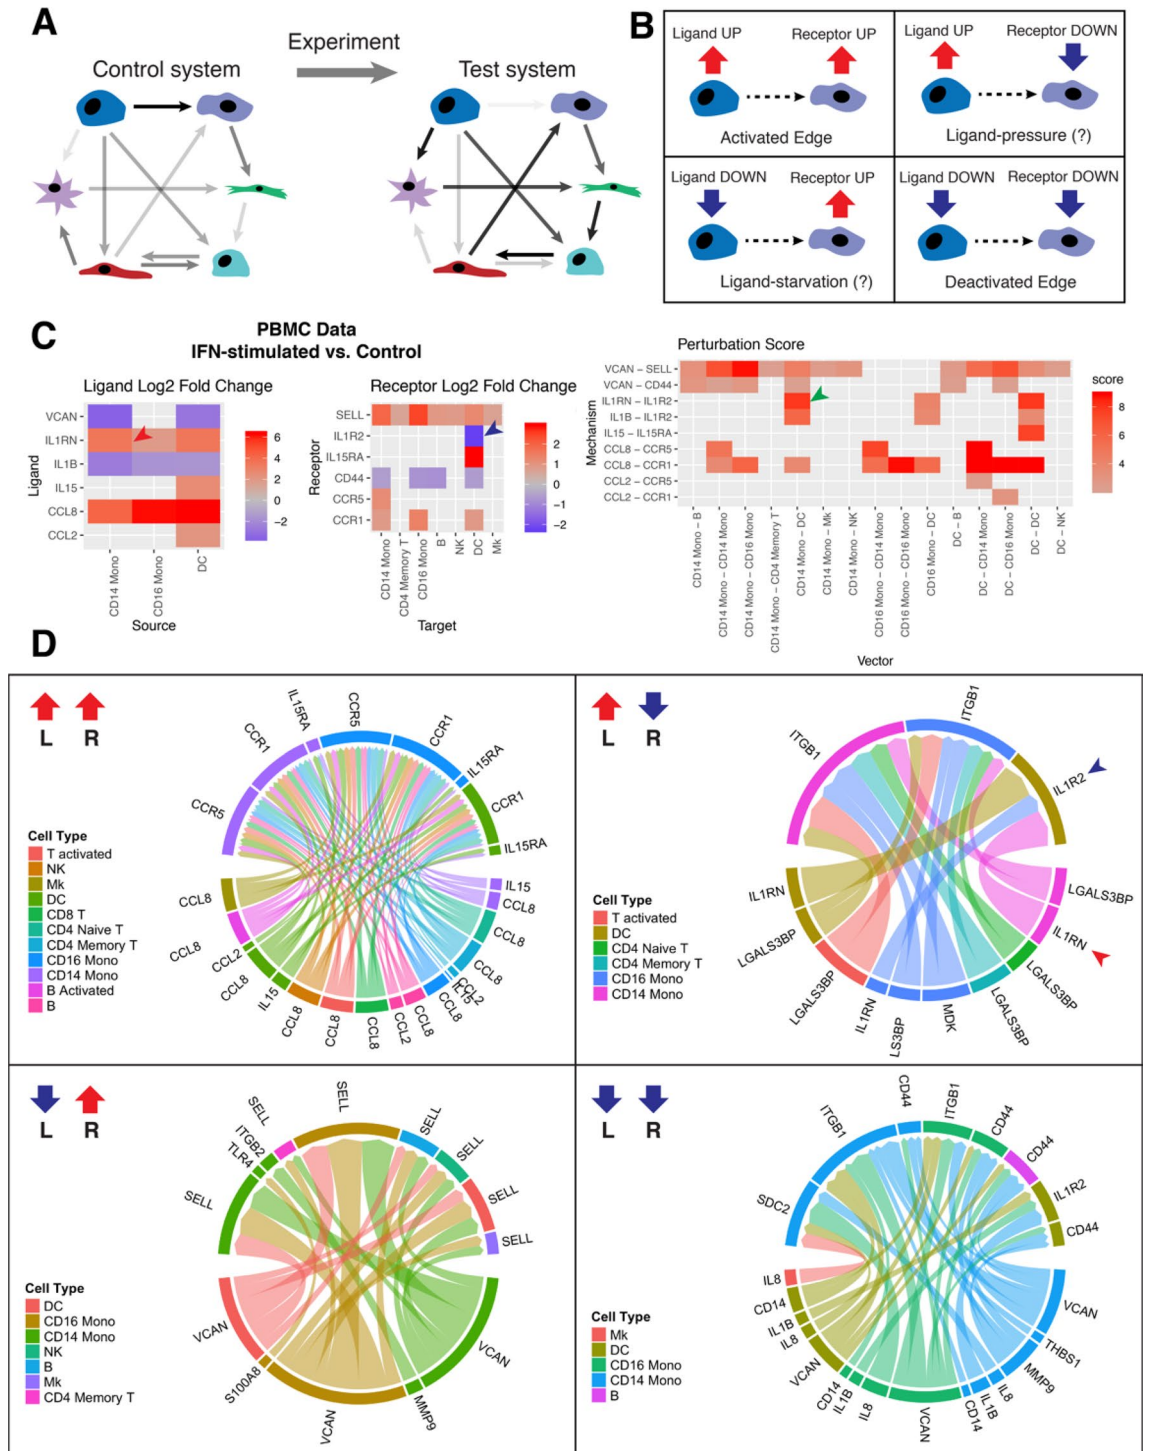 A
Experiment
Control system
Test system
B
Ligand UP
Receptor UP
Activated Edge
Ligand UP
Receptor DOWN
Ligand-pressure (?)
Ligand DOWN
Receptor UP
Ligand-starvation (?)
Ligand DOWN
Receptor DOWN
Deactivated Edge
C
PBMC Data
IFN-stimulated vs. Control
Ligand Log2 Fold Change
Ligand
VCAN
IL1RN
IL1B
IL15
CCL8
CCL2
CD14 Mono
CD16 Mono
DC
Source
6
4
2
0
−2
Receptor Log2 Fold Change
Receptor
SELL
IL1R2
IL15RA
CD44
CCR5
CCR1
CD14 Mono
CD4 Memory T
CD16 Mono
B
NK
DC
Mk
Target
2
1
0
−1
−2
Perturbation Score
Mechanism
VCAN − SELL
VCAN − CD44
IL1RN − IL1R2
IL1B − IL1R2
IL15 − IL15RA
CCL8 − CCR5
CCL8 − CCR1
CCL2 − CCR5
CCL2 − CCR1
CD14 Mono − B
CD14 Mono − CD14 Mono
CD14 Mono − CD16 Mono
CD14 Mono − CD4 Memory T
CD14 Mono − DC
CD14 Mono − Mk
CD14 Mono − NK
CD16 Mono − CD14 Mono
CD16 Mono − CD16 Mono
CD16 Mono − DC
DC − B
DC − CD14 Mono
DC − CD16 Mono
DC − DC
DC − NK
Vector
score
8
4
D
L R
Cell Type
T activated
NK
Mk
DC
CD8 T
CD4 Naive T
CD4 Memory T
CD16 Mono
CD14 Mono
B Activated
B
CCR5
CCR1
IL15RA
CCR5
CCR1
IL15RA
CCR1
IL15RA
IL15
CCL8
CCL8
CCL8
CCL2
IL15
CCL8
CCL8
CCL2
CCL8
CCL8
CCL8
IL15
CCL8
CCL2
CCL8
CCL8
L R
Cell Type
T activated
DC
CD4 Naive T
CD4 Memory T
CD16 Mono
CD14 Mono
ITGB1
ITGB1
IL1R2
LGALS3BP
IL1RN
LGALS3BP
LGALS3BP
MDK
LS3BP
IL1RN
LGALS3BP
LGALS3BP
IL1RN
L R
Cell Type
DC
CD16 Mono
CD14 Mono
NK
B
Mk
CD4 Memory T
SELL
TLR4
ITGB2
SELL
SELL
SELL
SELL
SELL
SELL
VCAN
MMP9
VCAN
S100A8
VCAN
L R
Cell Type
Mk
DC
CD16 Mono
CD14 Mono
B
SDC2
ITGB1
CD44
ITGB1
CD44
CD44
IL1R2
CD44
VCAN
THBS1
MMP9
IL8
IL1B
CD14
VCAN
IL8
IL1B
CD14
VCAN
IL8
IL1B
CD14
IL8